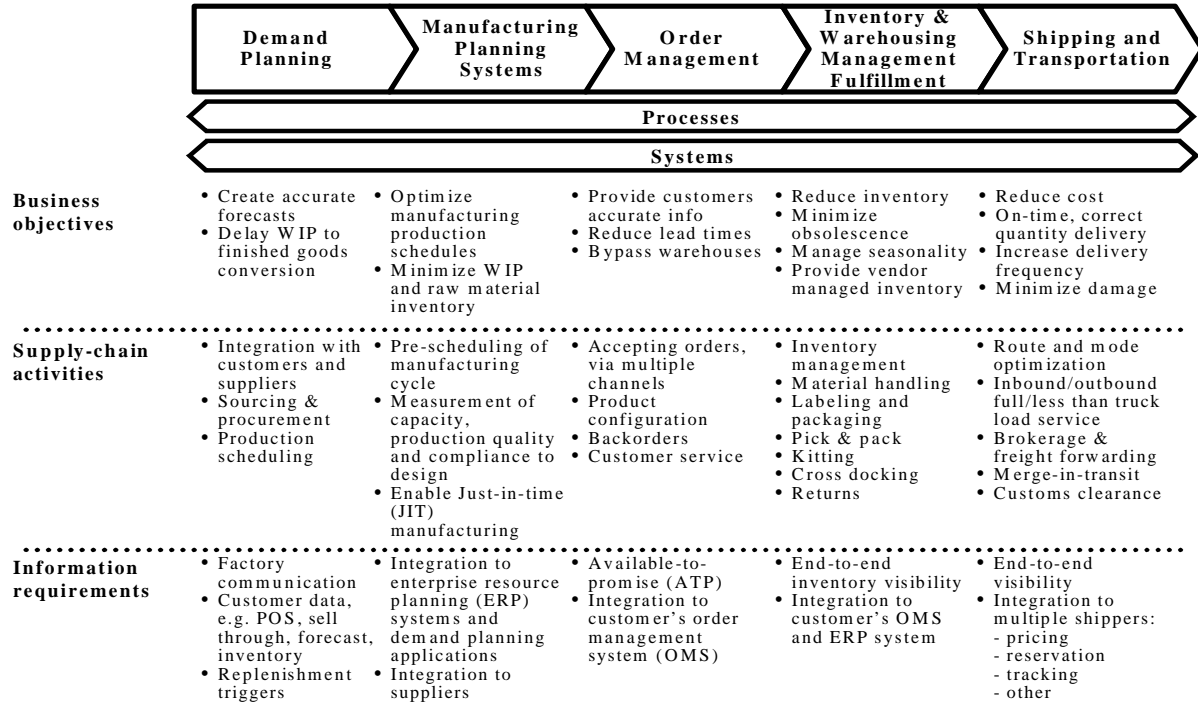 Demand
Planning
Manufacturing
Planning
Systems
Order
Management
Inventory &
Warehousing
Management
Fulfillment
Shipping and
Transportation
Processes
Systems
Business
objectives
• Create accurate
forecasts
• Delay WIP to
finished goods
conversion
• Optimize
manufacturing
production
schedules
• Minimize WIP
and raw material
inventory
• Provide customers
accurate info
• Reduce lead times
• Bypass warehouses
• Reduce inventory
• Minimize
obsolescence
• Manage seasonality
• Provide vendor
managed inventory
• Reduce cost
• On-time, correct
quantity delivery
• Increase delivery
frequency
• Minimize damage
Supply-chain
activities
• Integration with
customers and
suppliers
• Sourcing &
procurement
• Production
scheduling
• Pre-scheduling of
manufacturing
cycle
• Measurement of
capacity,
production quality
and compliance to
design
• Enable Just-in-time
(JIT)
manufacturing
• Accepting orders,
via multiple
channels
• Product
configuration
• Backorders
• Customer service
• Inventory
management
• Material handling
• Labeling and
packaging
• Pick & pack
• Kitting
• Cross docking
• Returns
• Route and mode
optimization
• Inbound/outbound
full/less than truck
load service
• Brokerage &
freight forwarding
• Merge-in-transit
• Customs clearance
Information
requirements
• Factory
communication
• Customer data,
e.g. POS, sell
through, forecast,
inventory
• Replenishment
triggers
• Integration to
enterprise resource
planning (ERP)
systems and
demand planning
applications
• Integration to
suppliers
• Available-to-
promise (ATP)
• Integration to
customer's order
management
system (OMS)
• End-to-end
inventory visibility
• Integration to
customer's OMS
and ERP system
• End-to-end
visibility
• Integration to
multiple shippers:
- pricing
- reservation
- tracking
- other